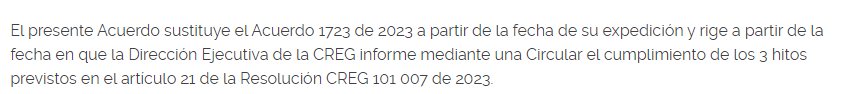 El presente Acuerdo sustituye el Acuerdo 1723 de 2023 a partir de la fecha de su expedición y rige a partir de la
fecha en que la Dirección Ejecutiva de la CREG informe mediante una Circular el cumplimiento de los 3 hitos
previstos en el artículo 21 de la Resolución CREG 101 007 de 2023.